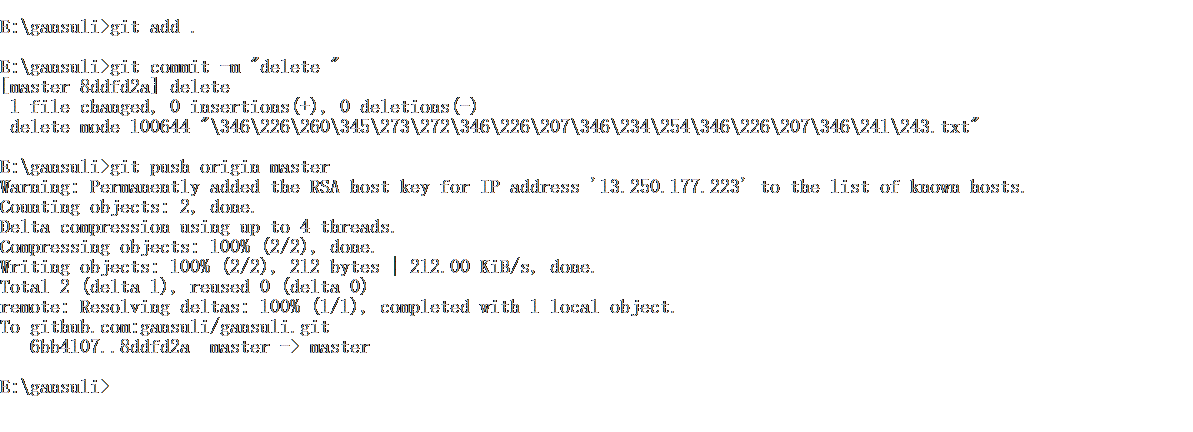 E:\gansuli>git add .
E:\gansuli>git commit -m "delete "
[master 8ddfd2a] delete
1 file changed, 0 insertions(+), 0 deletions(-)
delete mode 100644 "\346\226\260\345\273\272\346\226\207\346\234\254\346\226\207\346\241\243.txt"
E:\gansuli>git push origin master
Warning: Permanently added the RSA host key for IP address '13.250.177.223' to the list of known hosts.
Counting objects: 2, done.
Delta compression using up to 4 threads.
Compressing objects: 100% (2/2), done.
Writing objects: 100% (2/2), 212 bytes | 212.00 KiB/s, done.
Total 2 (delta 1), reused 0 (delta 0)
remote: Resolving deltas: 100% (1/1), completed with 1 local object.
To github.com:gansuli/gansuli.git
6bb4107..8ddfd2a  master -> master
E:\gansuli>